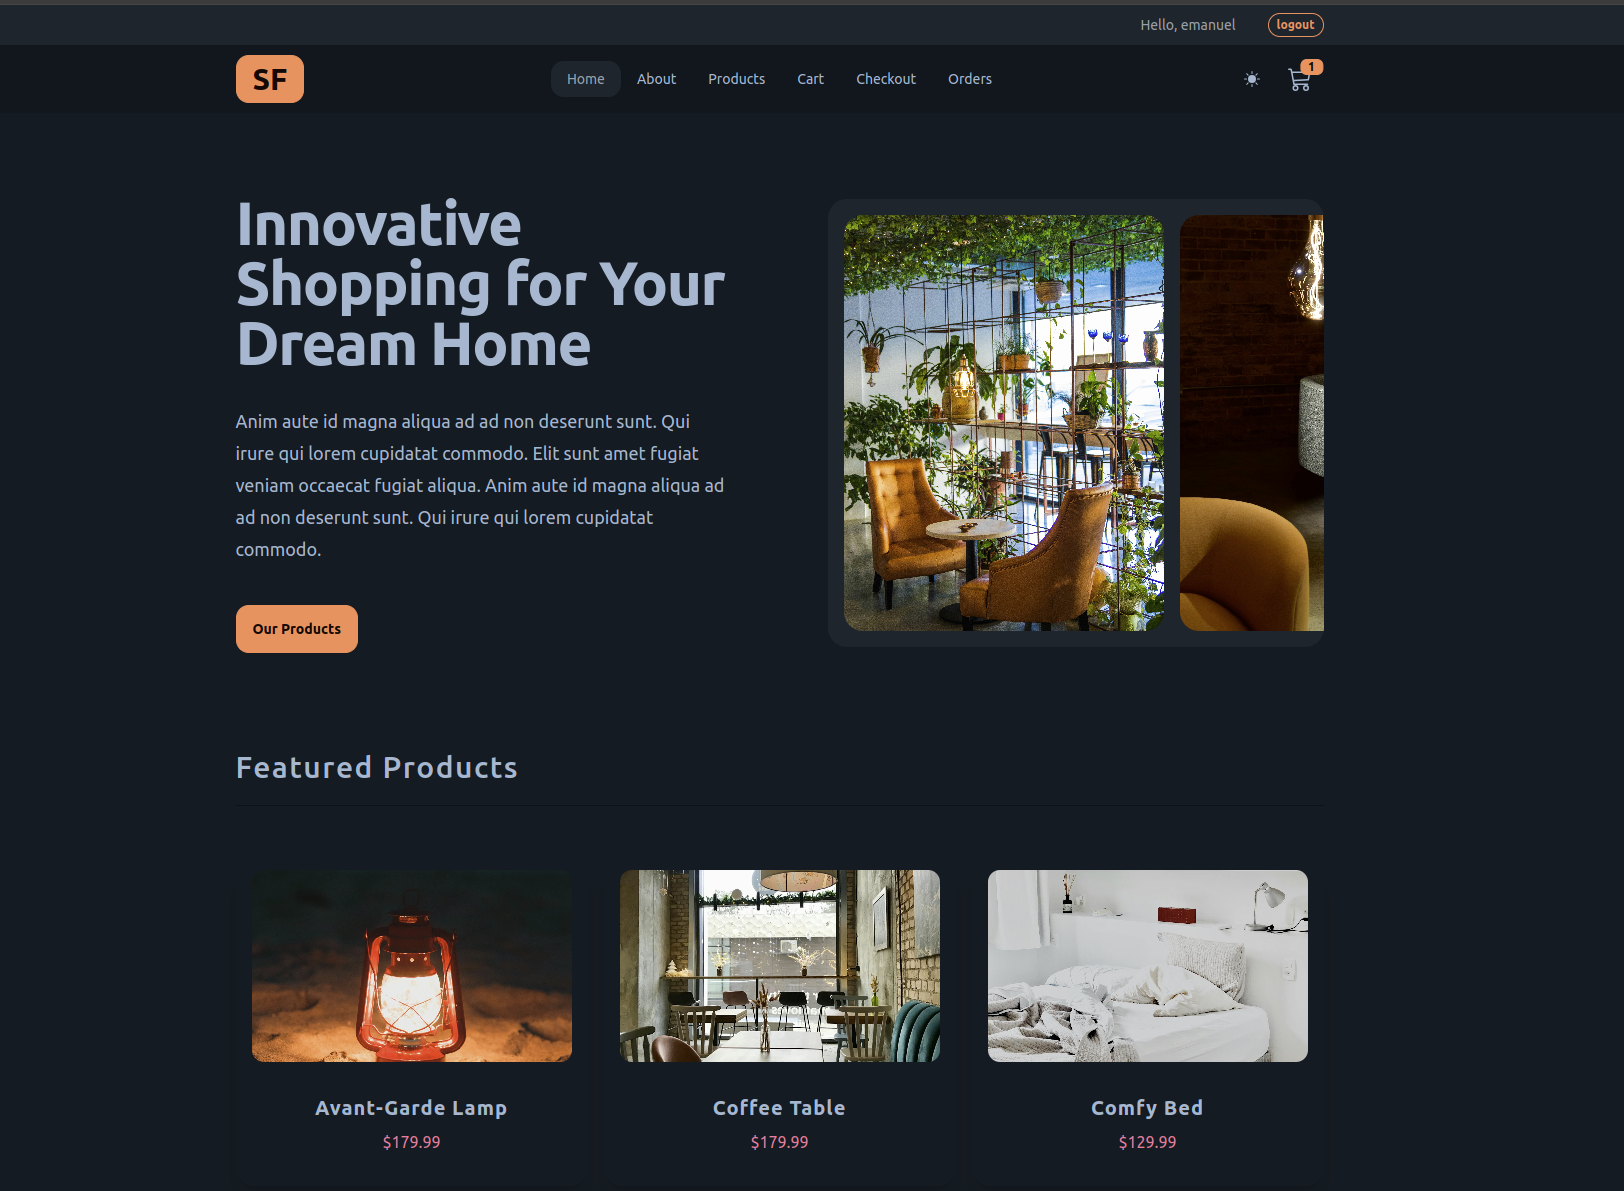 Hello, emanuel logout
SF Home About Products Cart Checkout Orders 1
Innovative
Shopping for Your
Dream Home
Anim aute id magna aliqua ad ad non deserunt sunt. Qui
irure qui lorem cupidatat commodo. Elit sunt amet fugiat
veniam occaecat fugiat aliqua. Anim aute id magna aliqua ad
ad non deserunt sunt. Qui irure qui lorem cupidatat
commodo.
Our Products
Featured Products
Avant-Garde Lamp
$179.99
Coffee Table
$179.99
Comfy Bed
$129.99